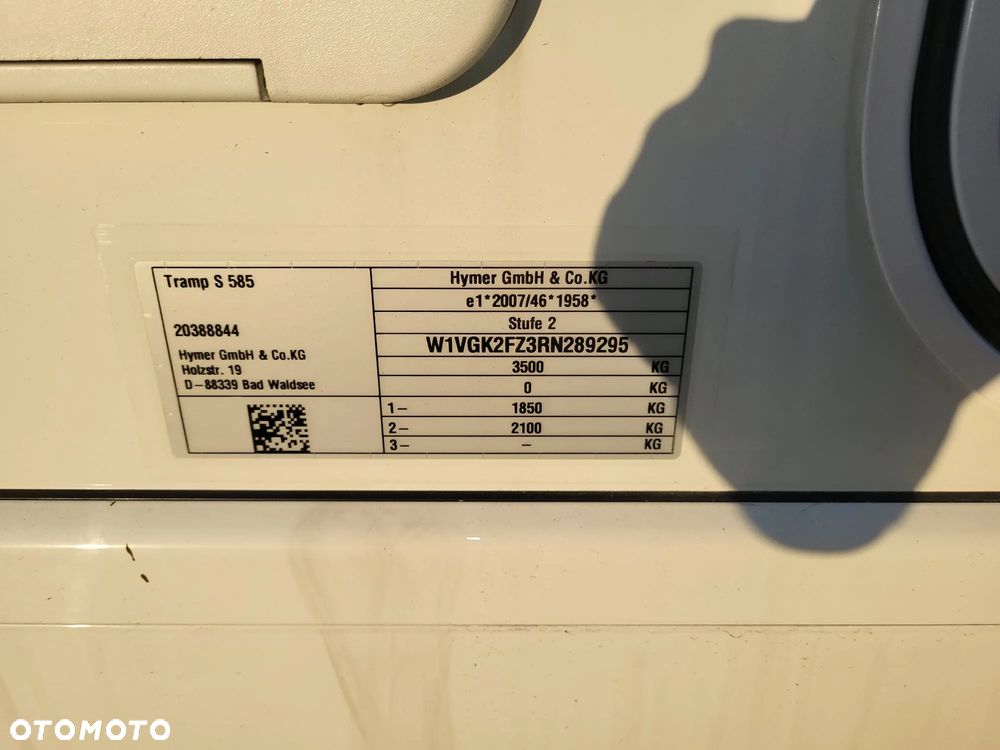 Tramp S 585
20388844
Hymer GmbH & Co.KG
Holzstr. 19
D-88339 Bad Waldsee
Hymer GmbH & Co.KG
e1*2007/46*1958*
Stufe 2
W1VGK2FZ3RN289295
3500 KG
0 KG
1- 1850 KG
2- 2100 KG
3- - KG
OTOMOTO